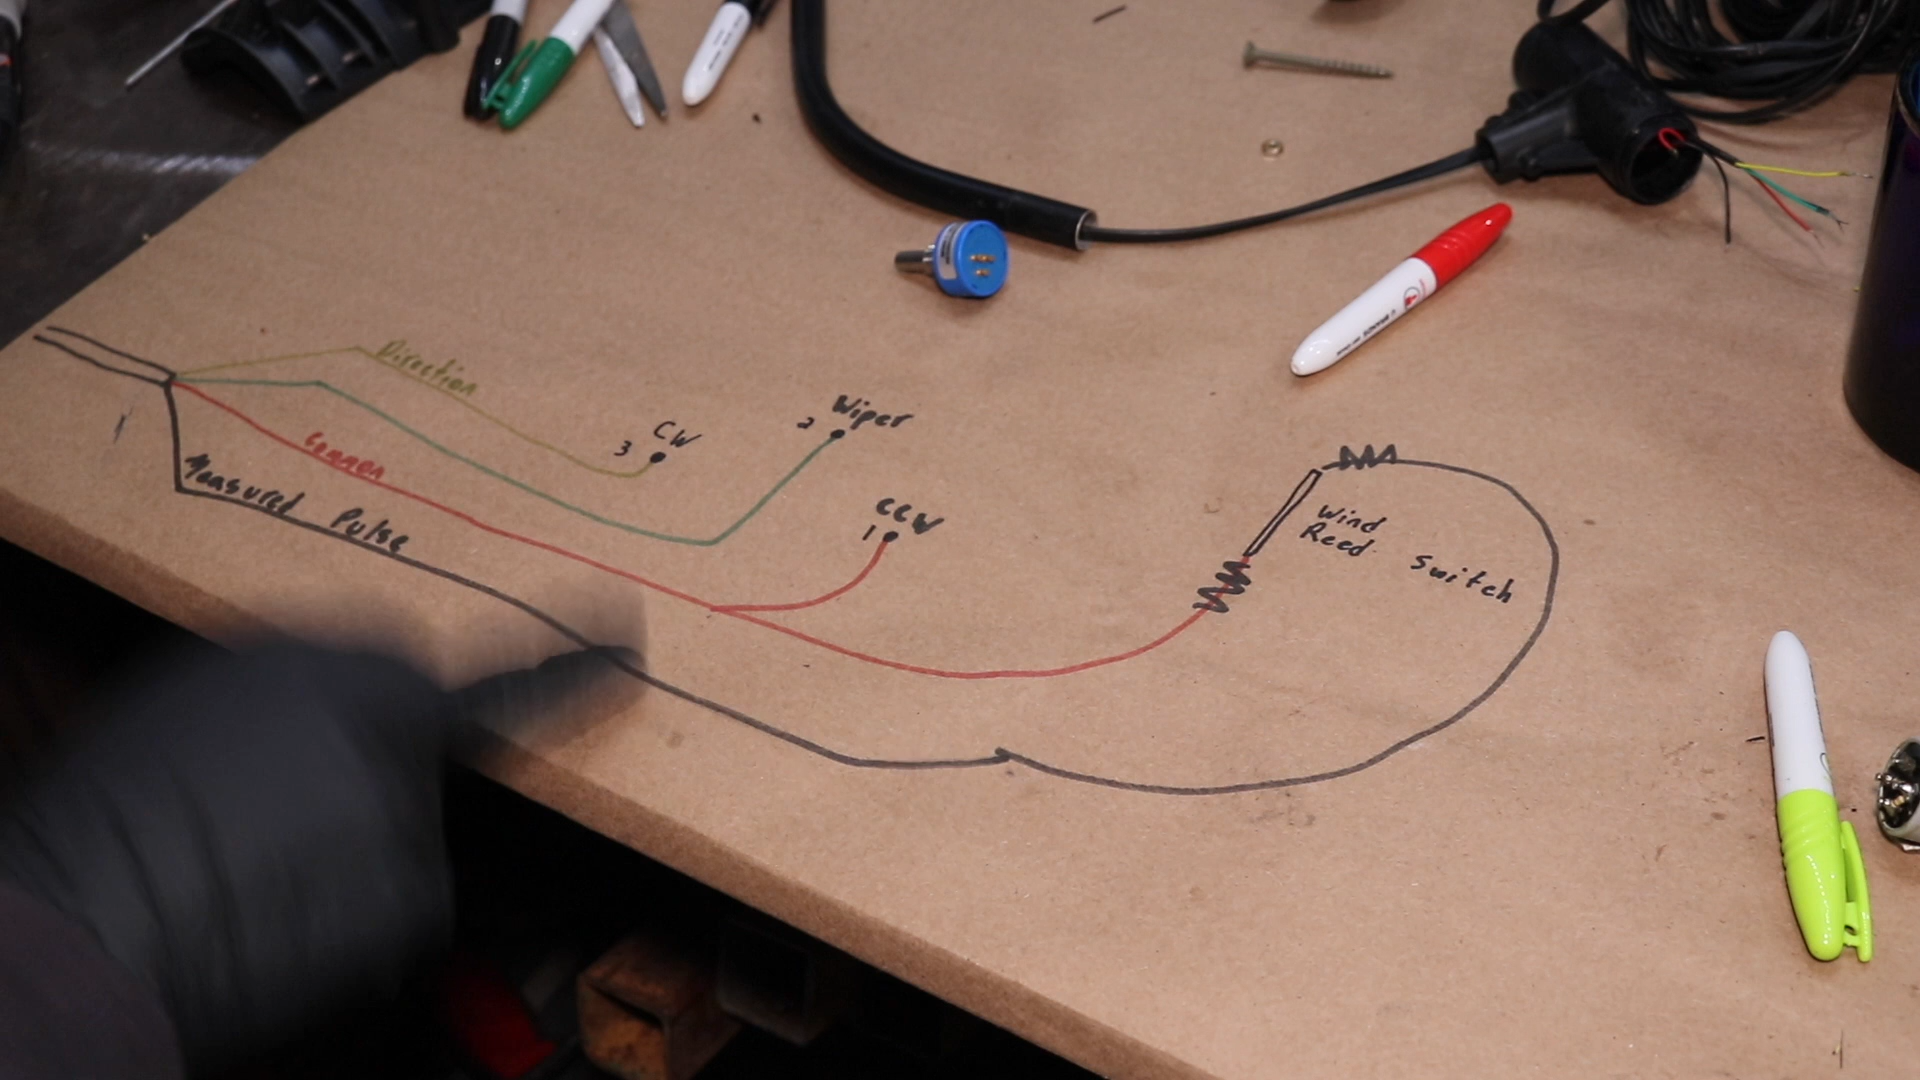 Direction
3 CW
2 Wiper
Common
1 CCW
Measured Pulse
Wind
Reed Switch